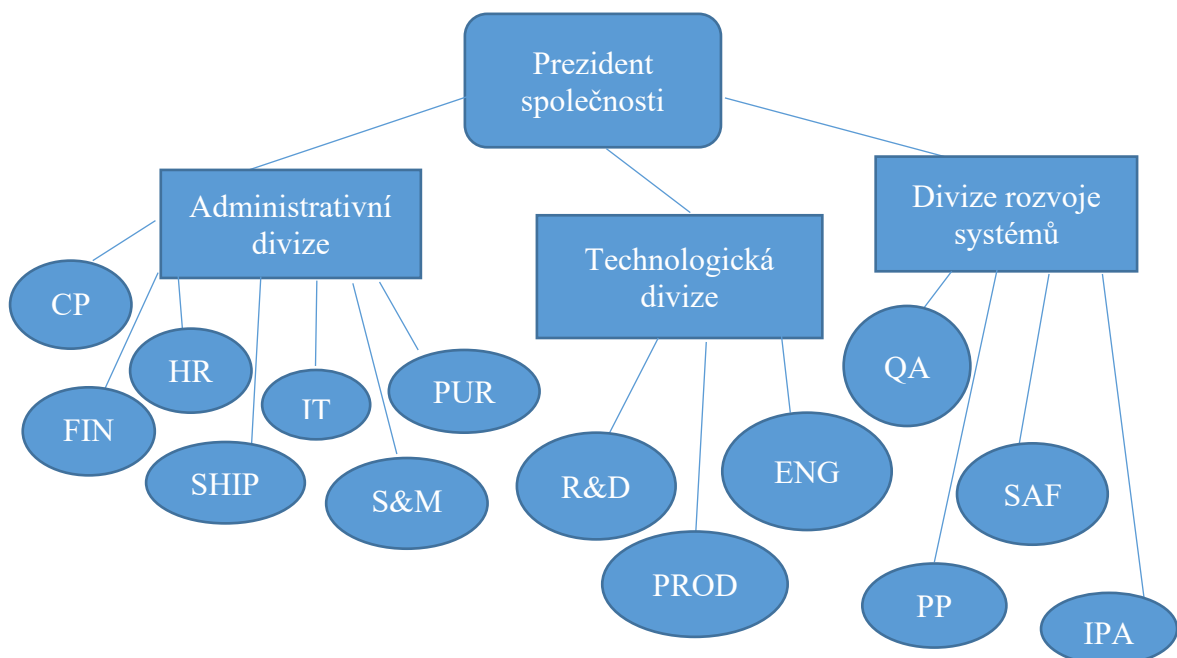 Prezident
společnosti
Administrativní
divize
Technologická
divize
Divize rozvoje
systémů
CP
FIN
HR
SHIP
IT
S&M
PUR
R&D
PROD
ENG
QA
PP
SAF
IPA